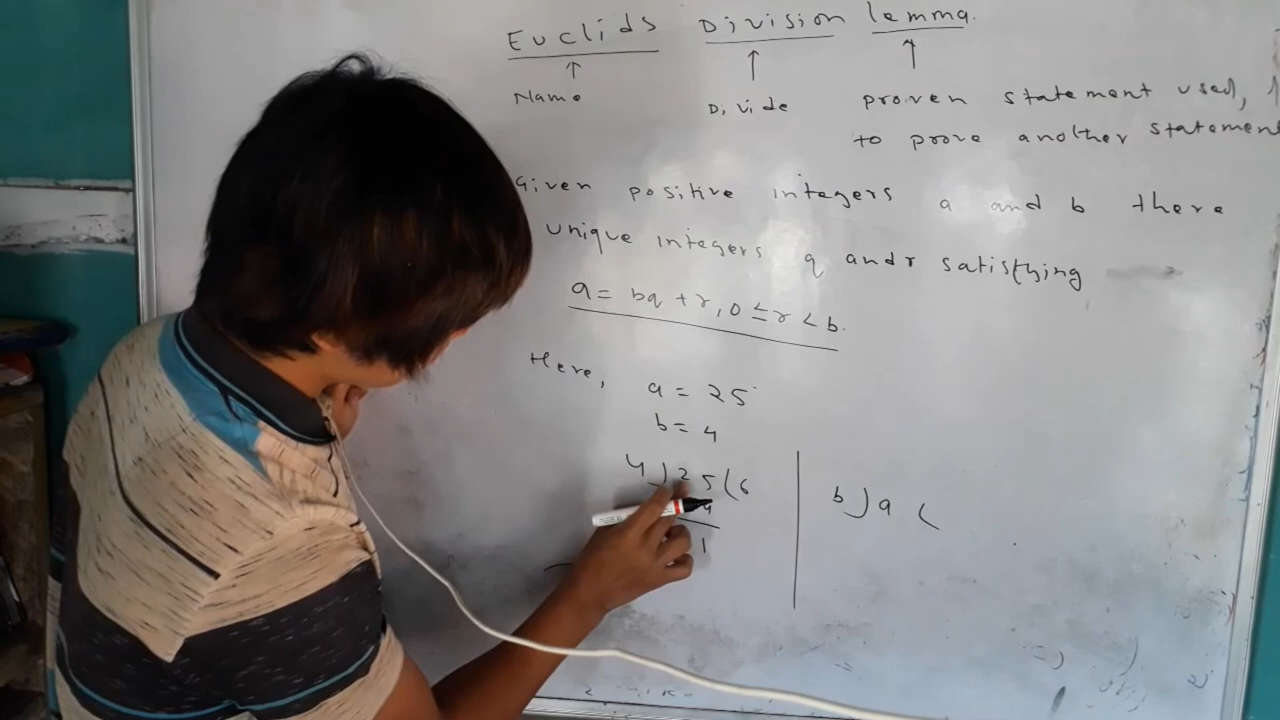 Euclids Division lemma.
Name Divide proven statement used,
to prove another statement
Given positive integers a and b there
unique integers q and r satisfying
a = bq + r, 0 ≤ r < b.
Here, a = 25
b = 4
4)25(6 b)a(
4
1